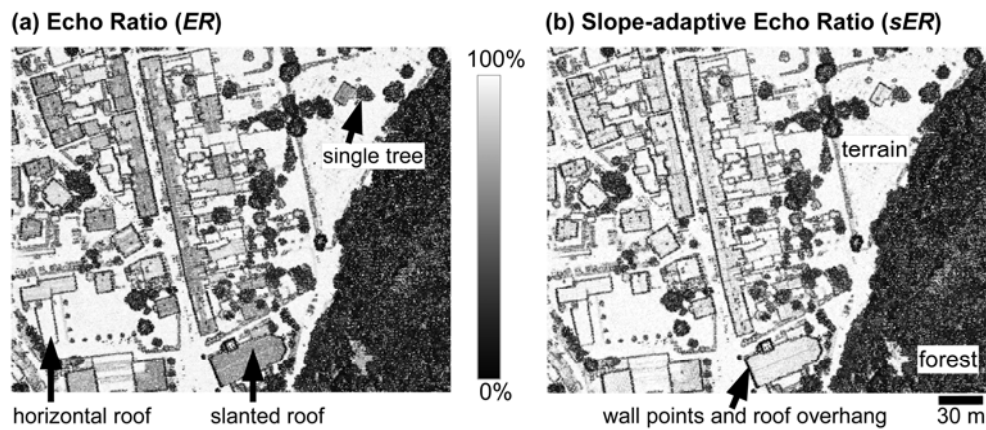 (a) Echo Ratio (ER)
(b) Slope-adaptive Echo Ratio (sER)
100%
single tree
terrain
0%
forest
horizontal roof
slanted roof
wall points and roof overhang
30 m